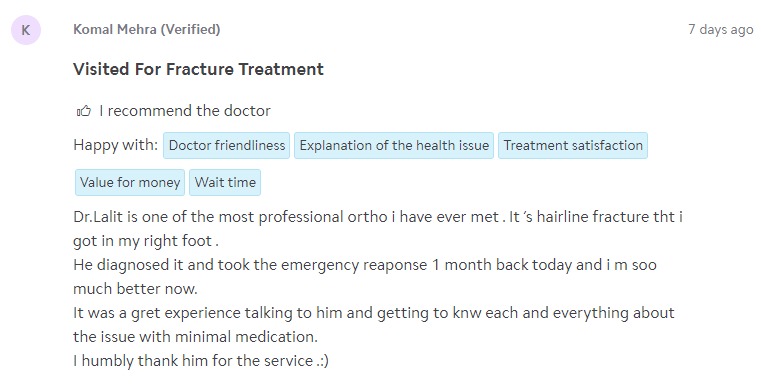 K
Komal Mehra (Verified)
7 days ago
Visited For Fracture Treatment
I recommend the doctor
Happy with: Doctor friendliness Explanation of the health issue Treatment satisfaction
Value for money Wait time
Dr.Lalit is one of the most professional ortho i have ever met . It ´s hairline fracture tht i
got in my right foot .
He diagnosed it and took the emergency reaponse 1 month back today and i m soo
much better now.
It was a gret experience talking to him and getting to knw each and everything about
the issue with minimal medication.
I humbly thank him for the service .:)